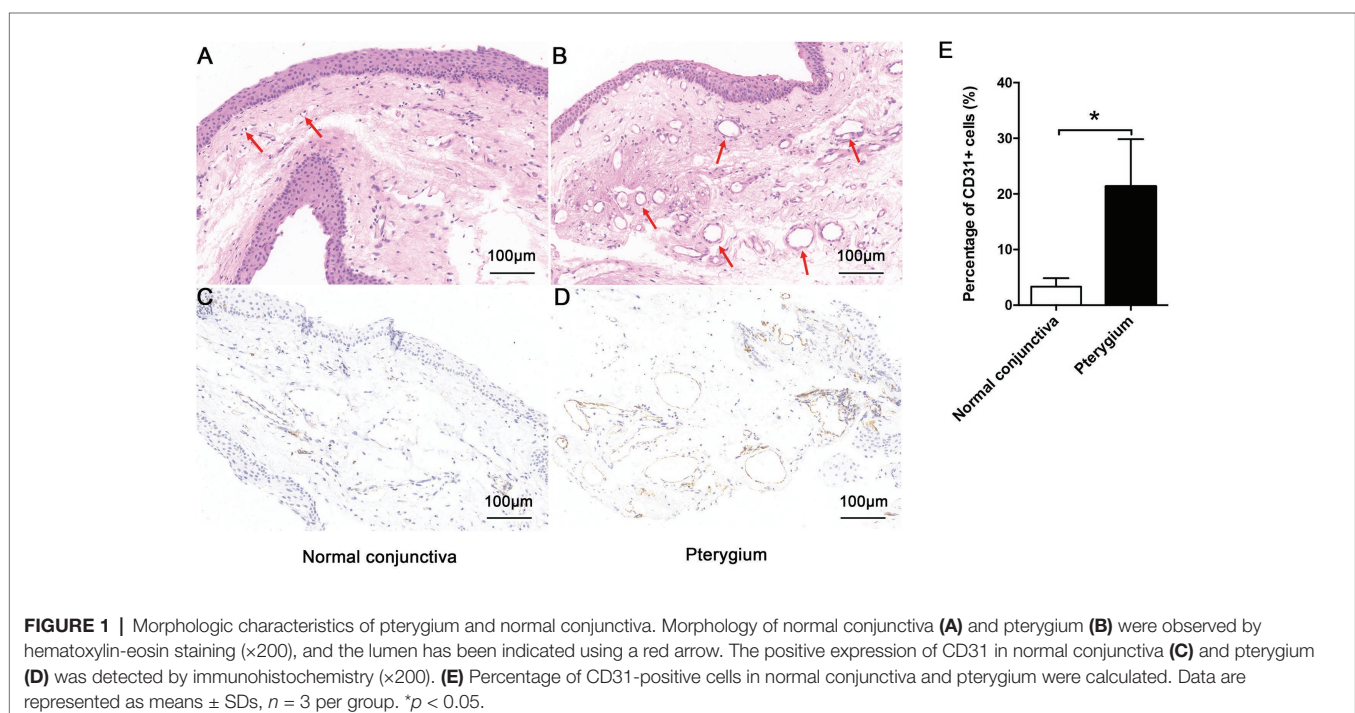 A
B
100µm
100µm
C
D
100µm
100µm
Normal conjunctiva
Pterygium
E
Percentage of CD31+ cells (%)
40
30
20
10
0
*
Normal conjunctiva
Pterygium
FIGURE 1 | Morphologic characteristics of pterygium and normal conjunctiva. Morphology of normal conjunctiva (A) and pterygium (B) were observed by
hematoxylin-eosin staining (×200), and the lumen has been indicated using a red arrow. The positive expression of CD31 in normal conjunctiva (C) and pterygium
(D) was detected by immunohistochemistry (×200). (E) Percentage of CD31-positive cells in normal conjunctiva and pterygium were calculated. Data are
represented as means ± SDs, n = 3 per group. *p < 0.05.